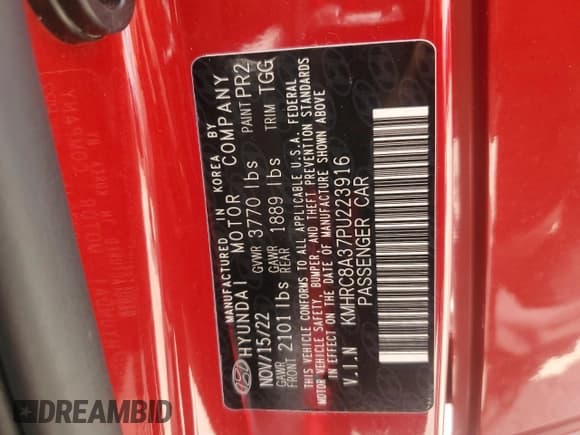 MANUFACTURED IN KOREA BY
HYUNDAI MOTOR COMPANY
NOV/15/22 GVWR 3770 lbs PAINT PR2
GAWR FRONT 2101 lbs GAWR REAR 1889 lbs TRIM TGG
THIS VEHICLE CONFORMS TO ALL APPLICABLE U.S.A. FEDERAL
MOTOR VEHICLE SAFETY, BUMPER, AND THEFT PREVENTION STANDARDS
IN EFFECT ON THE DATE OF MANUFACTURE SHOWN ABOVE
V.I.N KMHRC8A37PU223916
PASSENGER CAR
DREAMBID